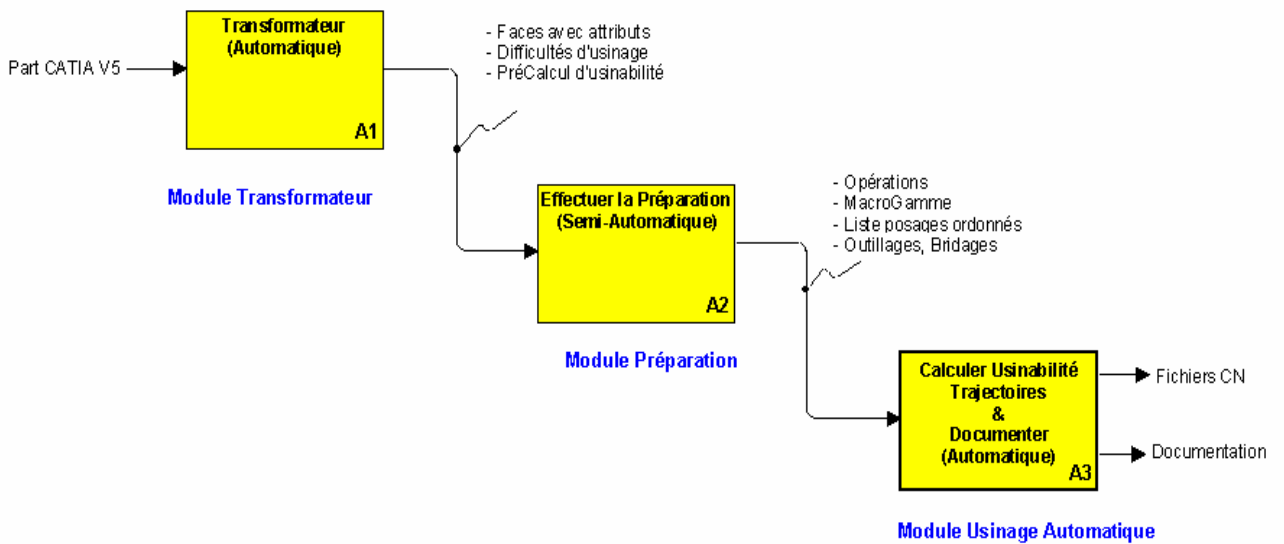 Part CATIA V5
Transformateur
(Automatique)
A1
Module Transformateur
- Faces avec attributs
- Difficultés d'usinage
- PréCalcul d'usinabilité
Effectuer la Préparation
(Semi-Automatique)
A2
Module Préparation
- Opérations
- MacroGamme
- Liste posages ordonnés
- Outillages, Bridages
Calculer Usinabilité
Trajectoires
&
Documenter
(Automatique)
A3
Fichiers CN
Documentation
Module Usinage Automatique